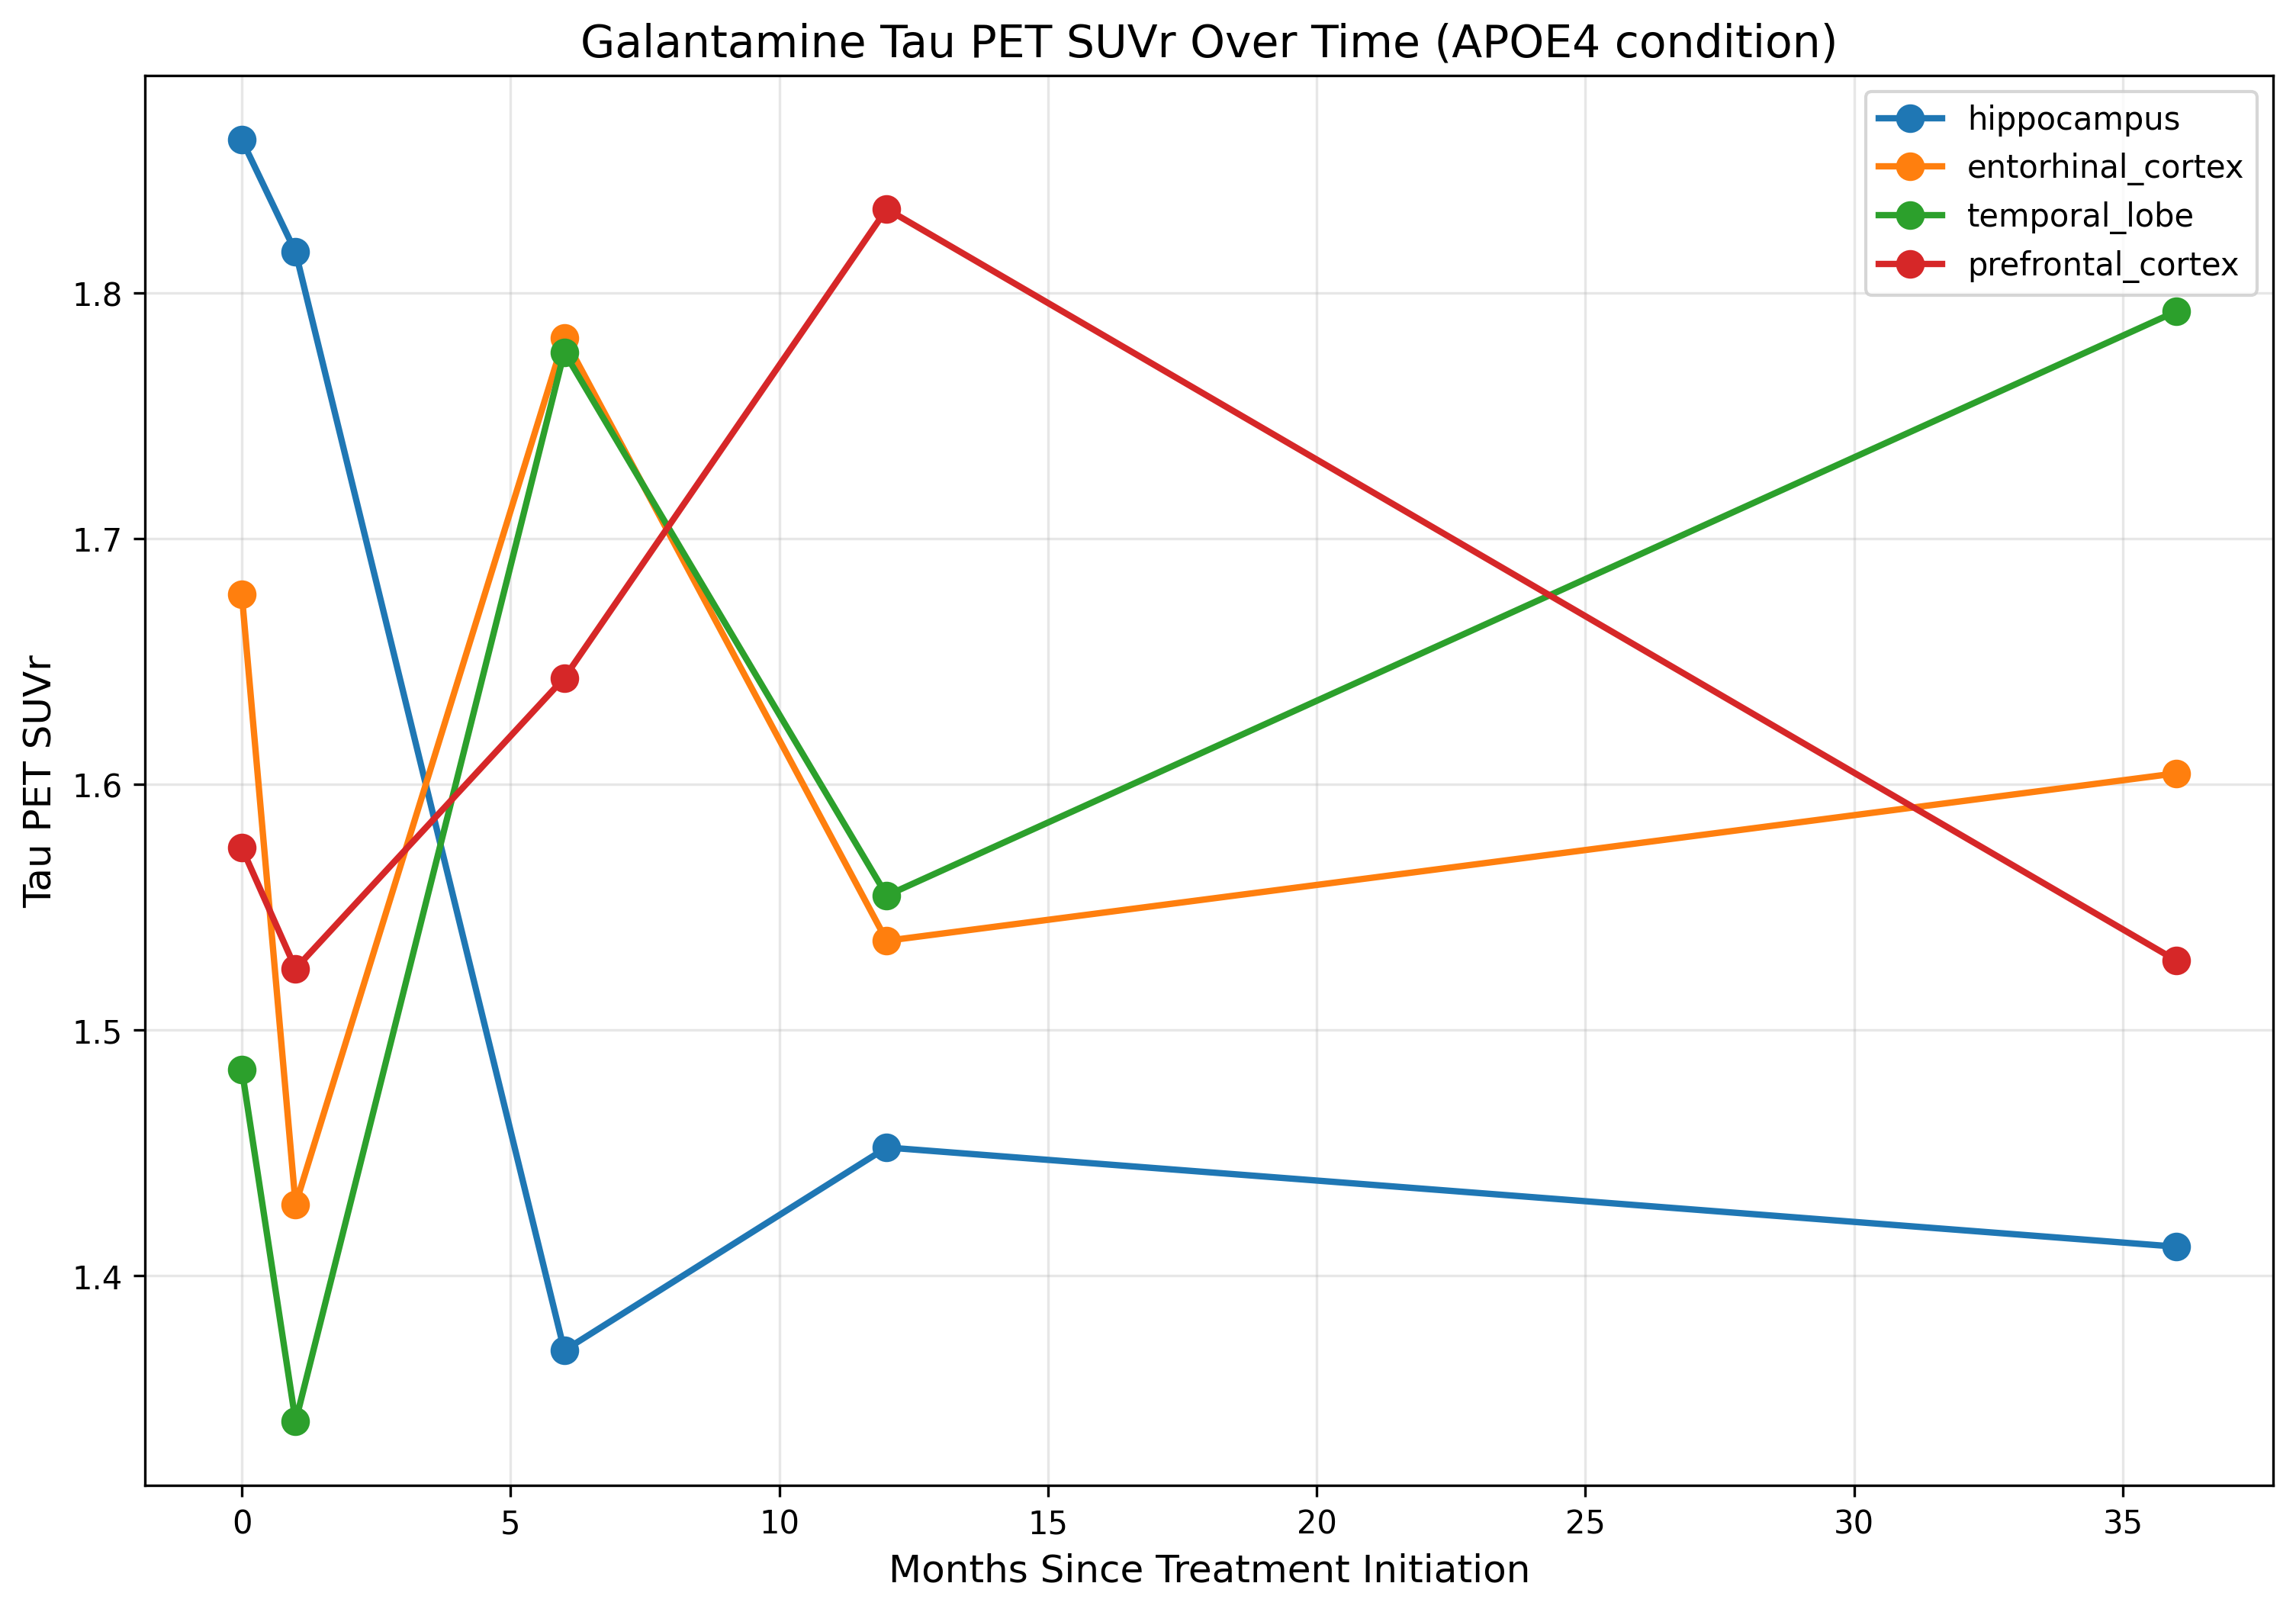 Galantamine Tau PET SUVr Over Time (APOE4 condition)
hippocampus
entorhinal_cortex
temporal_lobe
prefrontal_cortex
Tau PET SUVr
1.8
1.7
1.6
1.5
1.4
0 5 10 15 20 25 30 35
Months Since Treatment Initiation